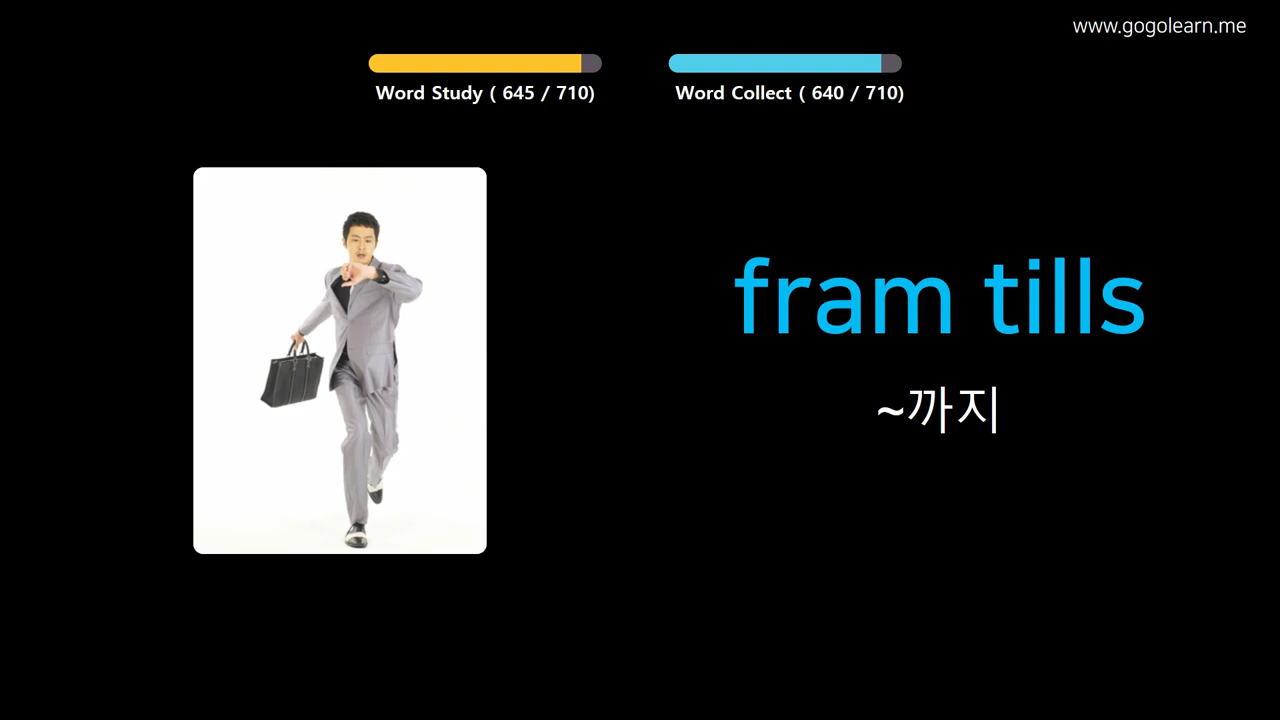 www.gogolearn.me
Word Study ( 645 / 710)
Word Collect ( 640 / 710)
fram tills
~까지